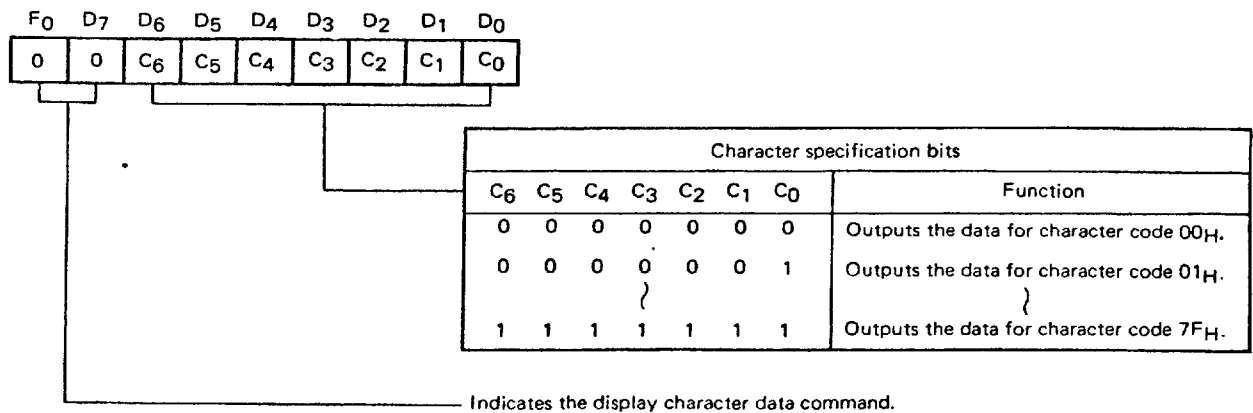 F0 D7 D6 D5 D4 D3 D2 D1 D0
0 0 C6 C5 C4 C3 C2 C1 C0
Character specification bits
C6 C5 C4 C3 C2 C1 C0 Function
0 0 0 0 0 0 0 Outputs the data for character code 00H.
0 0 0 0 0 0 1 Outputs the data for character code 01H.
1 1 1 1 1 1 1 Outputs the data for character code 7FH.
Indicates the display character data command.